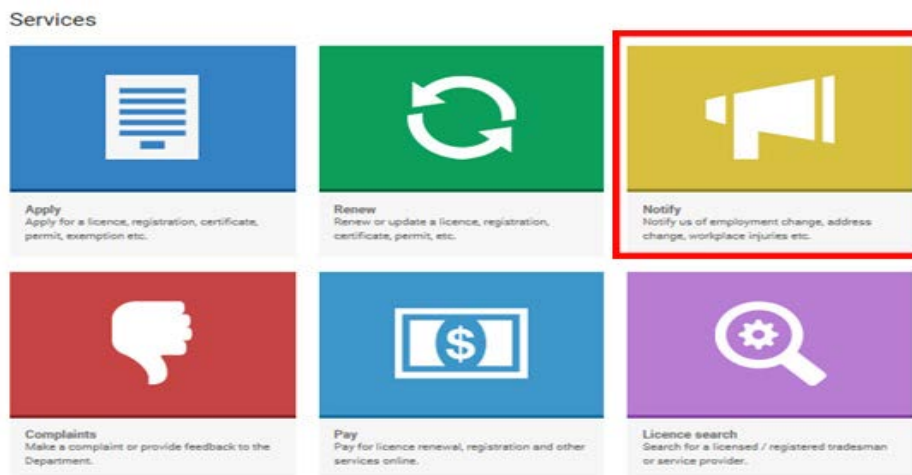 Services
Apply
Apply for a licence, registration, certificate,
permit, exemption etc.
Renew
Renew or update a licence, registration,
certificate, permit, etc.
Notify
Notify us of employment change, address
change, workplace injuries etc.
$
Complaints
Make a complaint or provide feedback to the
Department.
Pay
Pay for licence renewal, registration and other
services online.
Licence search
Search for a licensed / registered tradesman
or service provider.